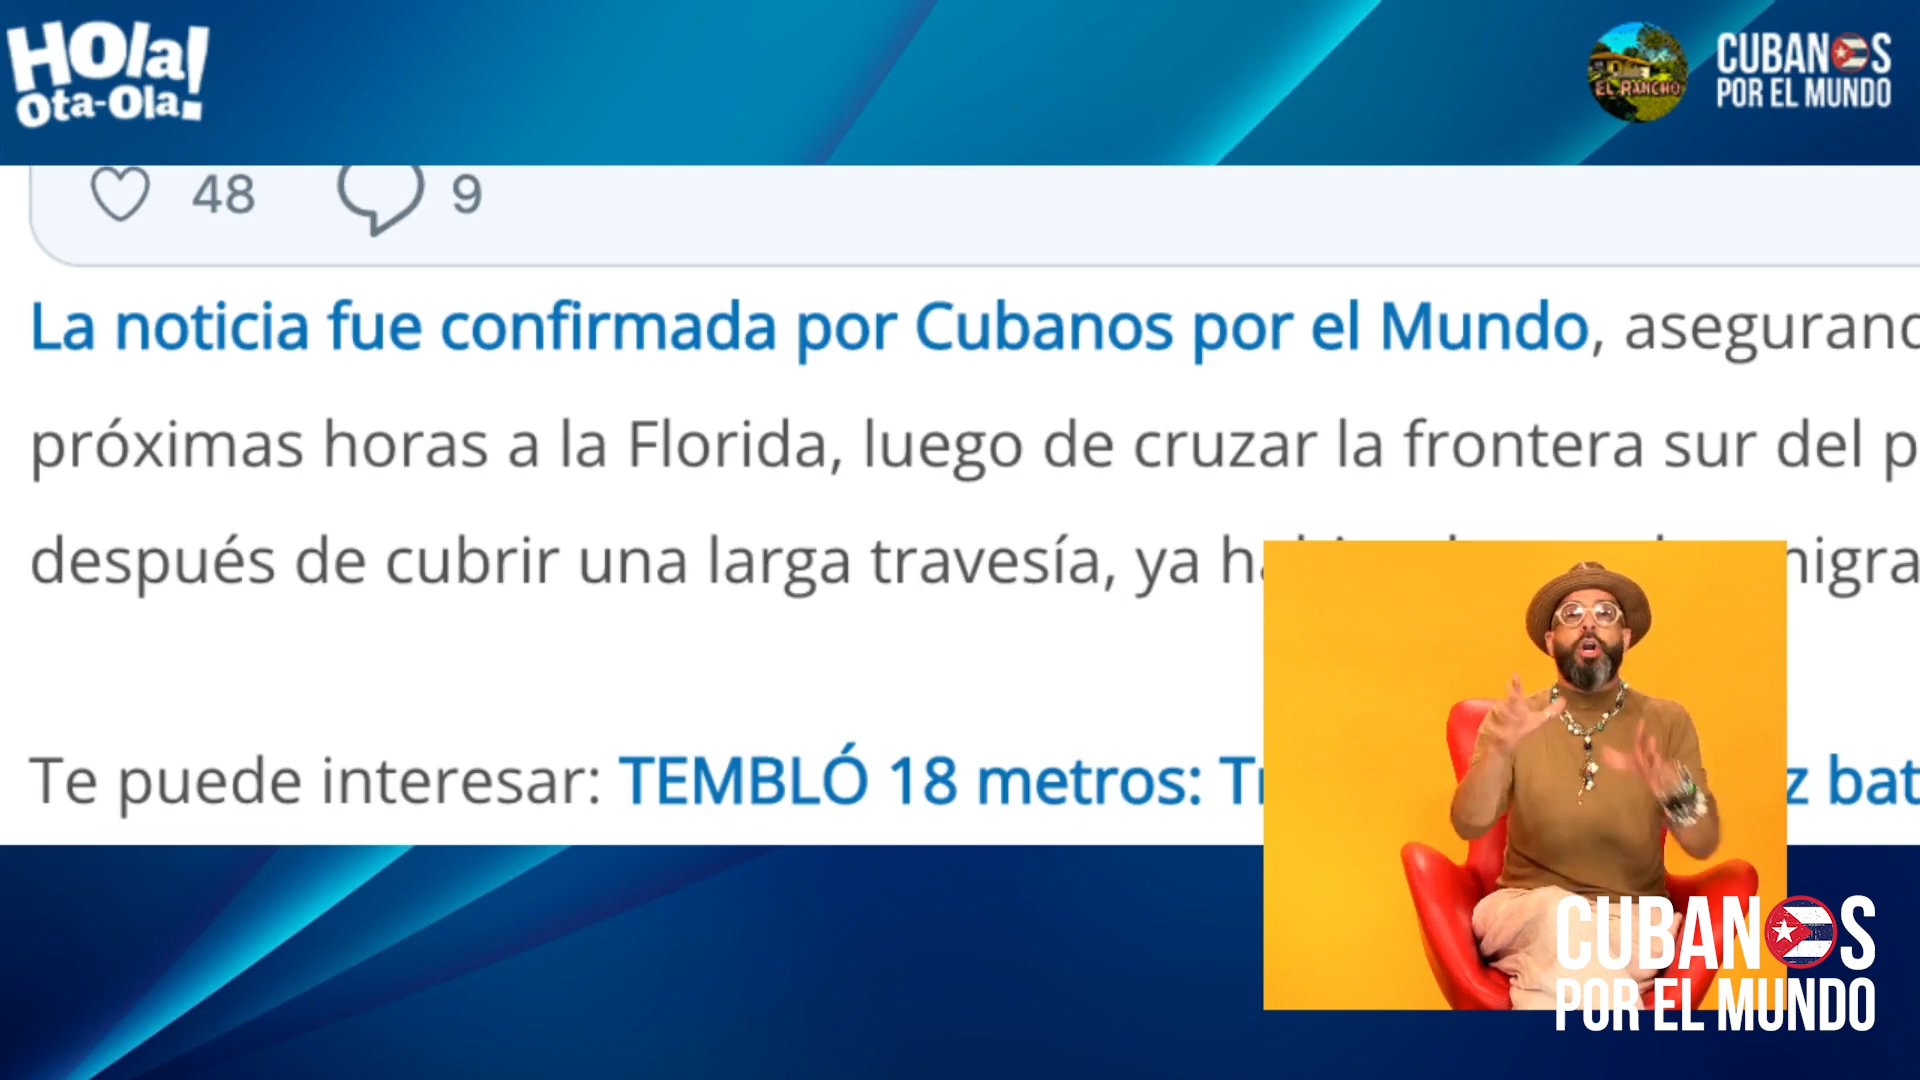 Hola!
Ota-Ola!
EL RANCHO
CUBANOS
POR EL MUNDO
48 9
La noticia fue confirmada por Cubanos por el Mundo, aseguran
próximas horas a la Florida, luego de cruzar la frontera sur del p
después de cubrir una larga travesía, ya
Te puede interesar: TEMBLÓ 18 metros: z bat
CUBANOS
POR EL MUNDO